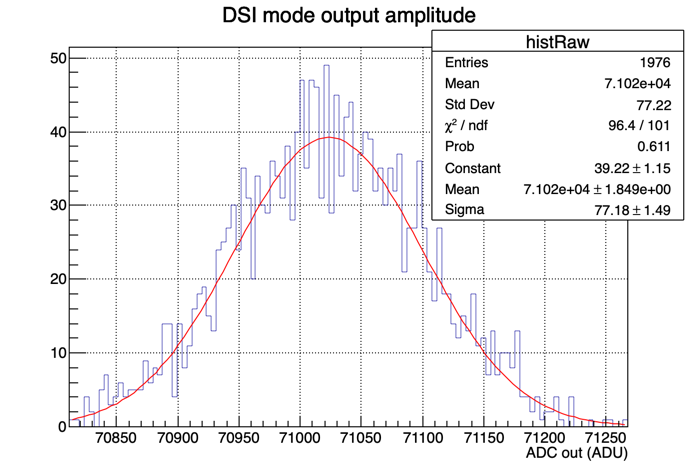 DSI mode output amplitude
histRaw
Entries 1976
Mean 7.102e+04
Std Dev 77.22
χ² / ndf 96.4 / 101
Prob 0.611
Constant 39.22 ± 1.15
Mean 7.102e+04 ± 1.849e+00
Sigma 77.18 ± 1.49
50
40
30
20
10
0
70850 70900 70950 71000 71050 71100 71150 71200 71250
ADC out (ADU)